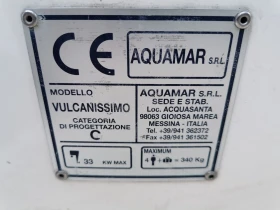 CE
AQUAMAR S.R.L.
MODELLO
VULCANISSIMO
CATEGORIA
DI PROGETTAZIONE
C
AQUAMAR S.R.L.
SEDE E STAB.
Loc. ACQUASANTA
98063 GIOIOSA MAREA
MESSINA - ITALIA
Tel. +39/941 362372
Fax +39/941 361502
33 KW MAX
MAXIMUM
4 + = 340 Kg